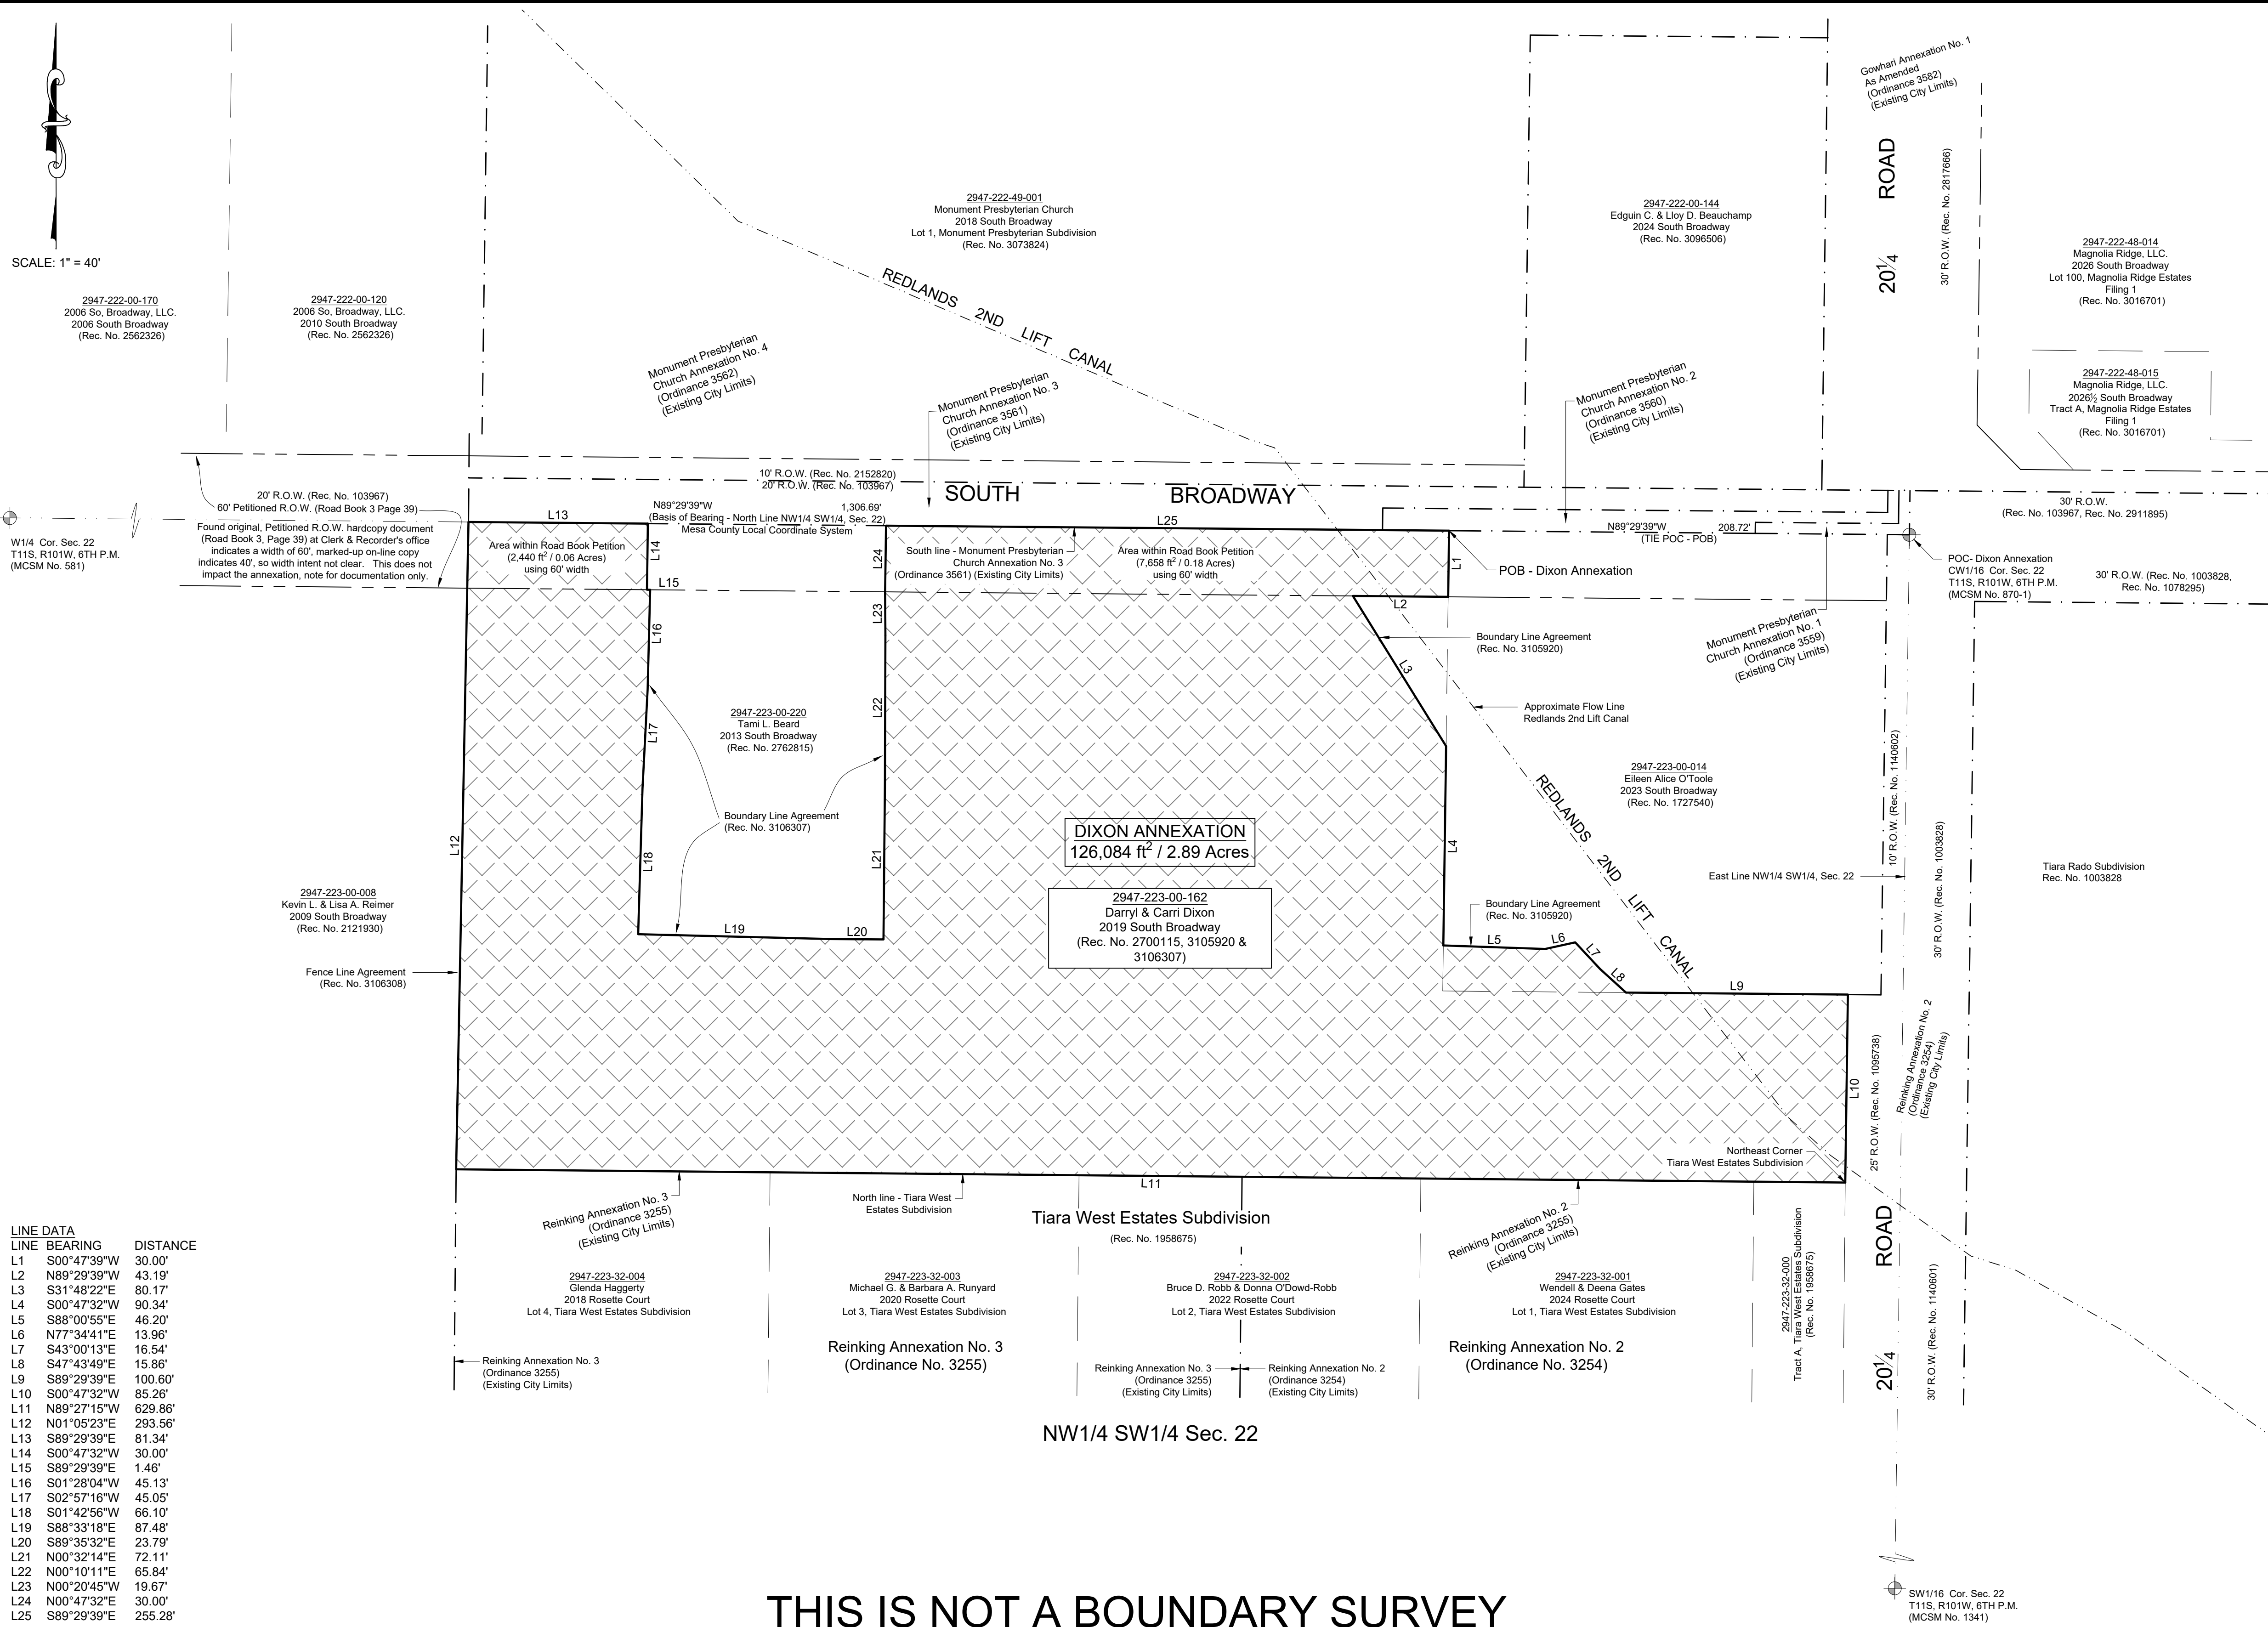 SCALE: 1" = 40'
2947-222-00-170
2006 So, Broadway, LLC.
2006 South Broadway
(Rec. No. 2562326)
2947-222-00-120
2006 So, Broadway, LLC.
2010 South Broadway
(Rec. No. 2562326)
2947-222-49-001
Monument Presbyterian Church
2018 South Broadway
Lot 1, Monument Presbyterian Subdivision
(Rec. No. 3073824)
2947-222-00-144
Edguin C. & Lloy D. Beauchamp
2024 South Broadway
(Rec. No. 3096506)
Gowhari Annexation No. 1
As Amended
(Ordinance 3582)
(Existing City Limits)
20¼ ROAD
30' R.O.W. (Rec. No. 2817666)
2947-222-48-014
Magnolia Ridge, LLC.
2026 South Broadway
Lot 100, Magnolia Ridge Estates
Filing 1
(Rec. No. 3016701)
2947-222-48-015
Magnolia Ridge, LLC.
2026½ South Broadway
Tract A, Magnolia Ridge Estates
Filing 1
(Rec. No. 3016701)
REDLANDS 2ND LIFT CANAL
Monument Presbyterian
Church Annexation No. 4
(Ordinance 3562)
(Existing City Limits)
Monument Presbyterian
Church Annexation No. 3
(Ordinance 3561)
(Existing City Limits)
Monument Presbyterian
Church Annexation No. 2
(Ordinance 3560)
(Existing City Limits)
10' R.O.W. (Rec. No. 2152820)
20' R.O.W. (Rec. No. 103967)
SOUTH BROADWAY
20' R.O.W. (Rec. No. 103967)
60' Petitioned R.O.W. (Road Book 3 Page 39)
Found original, Petitioned R.O.W. hardcopy document
(Road Book 3, Page 39) at Clerk & Recorder's office
indicates a width of 60', marked-up on-line copy
indicates 40', so width intent not clear. This does not
impact the annexation, note for documentation only.
W1/4 Cor. Sec. 22
T11S, R101W, 6TH P.M.
(MCSM No. 581)
N89°29'39"W 1,306.69'
(Basis of Bearing - North Line NW1/4 SW1/4, Sec. 22)
Mesa County Local Coordinate System
L13
L25
L14
L15
L24
L1
L2
Area within Road Book Petition
(2,440 ft² / 0.06 Acres)
using 60' width
South line - Monument Presbyterian
Church Annexation No. 3
(Ordinance 3561) (Existing City Limits)
Area within Road Book Petition
(7,658 ft² / 0.18 Acres)
using 60' width
POB - Dixon Annexation
N89°29'39"W 208.72'
(TIE POC - POB)
30' R.O.W.
(Rec. No. 103967, Rec. No. 2911895)
POC- Dixon Annexation
CW1/16 Cor. Sec. 22
T11S, R101W, 6TH P.M.
(MCSM No. 870-1)
30' R.O.W. (Rec. No. 1003828,
Rec. No. 1078295)
Monument Presbyterian
Church Annexation No. 1
(Ordinance 3559)
(Existing City Limits)
L23
L16
L3
L22
L17
Boundary Line Agreement
(Rec. No. 3105920)
Approximate Flow Line
Redlands 2nd Lift Canal
2947-223-00-220
Tami L. Beard
2013 South Broadway
(Rec. No. 2762815)
2947-223-00-014
Eileen Alice O'Toole
2023 South Broadway
(Rec. No. 1727540)
REDLANDS 2ND LIFT CANAL
10' R.O.W. (Rec. No. 1140602)
30' R.O.W. (Rec. No. 1003828)
Boundary Line Agreement
(Rec. No. 3106307)
DIXON ANNEXATION
126,084 ft² / 2.89 Acres
2947-223-00-162
Darryl & Carri Dixon
2019 South Broadway
(Rec. No. 2700115, 3105920 &
3106307)
L12
L18
L21
L4
East Line NW1/4 SW1/4, Sec. 22
Tiara Rado Subdivision
Rec. No. 1003828
2947-223-00-008
Kevin L. & Lisa A. Reimer
2009 South Broadway
(Rec. No. 2121930)
Fence Line Agreement
(Rec. No. 3106308)
L19
L20
Boundary Line Agreement
(Rec. No. 3105920)
L5
L6
L7
L8
L9
L10
25' R.O.W. (Rec. No. 1095738)
Reinking Annexation No. 2
(Ordinance 3254)
(Existing City Limits)
Northeast Corner
Tiara West Estates Subdivision
L11
Reinking Annexation No. 3
(Ordinance 3255)
(Existing City Limits)
North line - Tiara West
Estates Subdivision
Tiara West Estates Subdivision
(Rec. No. 1958675)
Reinking Annexation No. 2
(Ordinance 3255)
(Existing City Limits)
2947-223-32-004
Glenda Haggerty
2018 Rosette Court
Lot 4, Tiara West Estates Subdivision
2947-223-32-003
Michael G. & Barbara A. Runyard
2020 Rosette Court
Lot 3, Tiara West Estates Subdivision
2947-223-32-002
Bruce D. Robb & Donna O'Dowd-Robb
2022 Rosette Court
Lot 2, Tiara West Estates Subdivision
2947-223-32-001
Wendell & Deena Gates
2024 Rosette Court
Lot 1, Tiara West Estates Subdivision
2947-223-32-000
Tract A, Tiara West Estates Subdivision
(Rec. No. 1958675)
20¼ ROAD
30' R.O.W. (Rec. No. 1140601)
Reinking Annexation No. 3
(Ordinance 3255)
(Existing City Limits)
Reinking Annexation No. 3
(Ordinance No. 3255)
Reinking Annexation No. 3
(Ordinance 3255)
(Existing City Limits)
Reinking Annexation No. 2
(Ordinance 3254)
(Existing City Limits)
Reinking Annexation No. 2
(Ordinance No. 3254)
NW1/4 SW1/4 Sec. 22
LINE DATA
LINE BEARING DISTANCE
L1 S00°47'39"W 30.00'
L2 N89°29'39"W 43.19'
L3 S31°48'22"E 80.17'
L4 S00°47'32"W 90.34'
L5 S88°00'55"E 46.20'
L6 N77°34'41"E 13.96'
L7 S43°00'13"E 16.54'
L8 S47°43'49"E 15.86'
L9 S89°29'39"E 100.60'
L10 S00°47'32"W 85.26'
L11 N89°27'15"W 629.86'
L12 N01°05'23"E 293.56'
L13 S89°29'39"E 81.34'
L14 S00°47'32"W 30.00'
L15 S89°29'39"E 1.46'
L16 S01°28'04"W 45.13'
L17 S02°57'16"W 45.05'
L18 S01°42'56"W 66.10'
L19 S88°33'18"E 87.48'
L20 S89°35'32"E 23.79'
L21 N00°32'14"E 72.11'
L22 N00°10'11"E 65.84'
L23 N00°20'45"W 19.67'
L24 N00°47'32"E 30.00'
L25 S89°29'39"E 255.28'
SW1/16 Cor. Sec. 22
T11S, R101W, 6TH P.M.
(MCSM No. 1341)
THIS IS NOT A BOUNDARY SURVEY